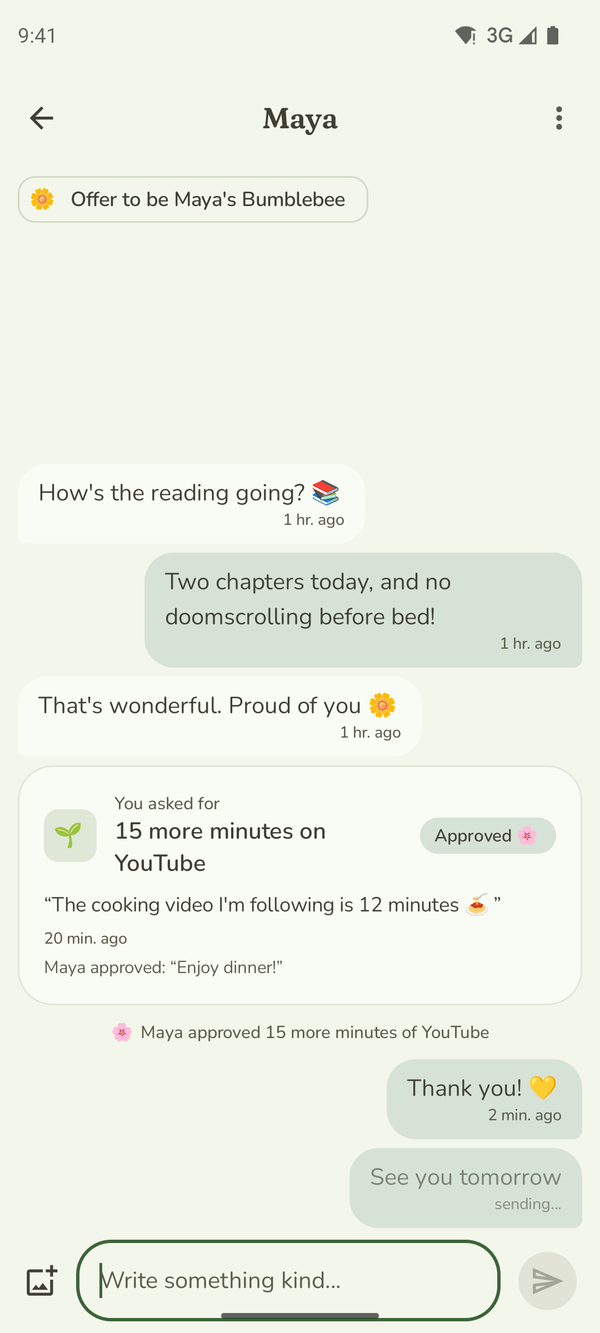 9:41
3G
Maya
🌼 Offer to be Maya's Bumblebee
How's the reading going? 📚
1 hr. ago
Two chapters today, and no
doomscrolling before bed!
1 hr. ago
That's wonderful. Proud of you 🌼
1 hr. ago
You asked for
15 more minutes on
YouTube
Approved 🌸
“The cooking video I'm following is 12 minutes 🍝 ”
20 min. ago
Maya approved: “Enjoy dinner!”
🌸 Maya approved 15 more minutes of YouTube
Thank you! 💛
2 min. ago
See you tomorrow
sending...
Write something kind...